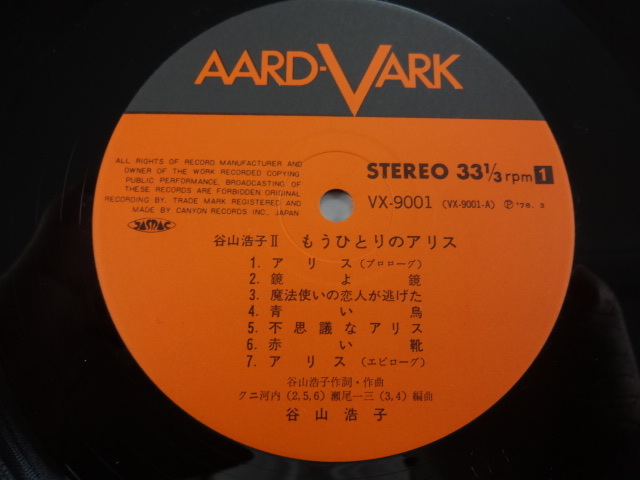 AARD-VARK
ALL RIGHTS OF RECORD MANUFACTURER AND
OWNER OF THE WORK RECORDED COPYING
PUBLIC PERFORMANCE, BROADCASTING OF
THESE RECORDS ARE FORBIDDEN ORIGINAL
RECORDING BY. TRADE MARK REGISTERED AND
MADE BY CANYON RECORDS INC., JAPAN
JASRAC
STEREO 33 1/3 rpm 1
VX-9001 (VX-9001-A) Ⓟ '78. 3
谷山浩子Ⅱ もうひとりのアリス
1. アリス(プロローグ)
2. 鏡よ鏡
3. 魔法使いの恋人が逃げた
4. 青い鳥
5. 不思議なアリス
6. 赤い靴
7. アリス(エピローグ)
谷山浩子作詞・作曲
クニ河内(2,5,6)瀬尾一三(3,4)編曲
谷山浩子